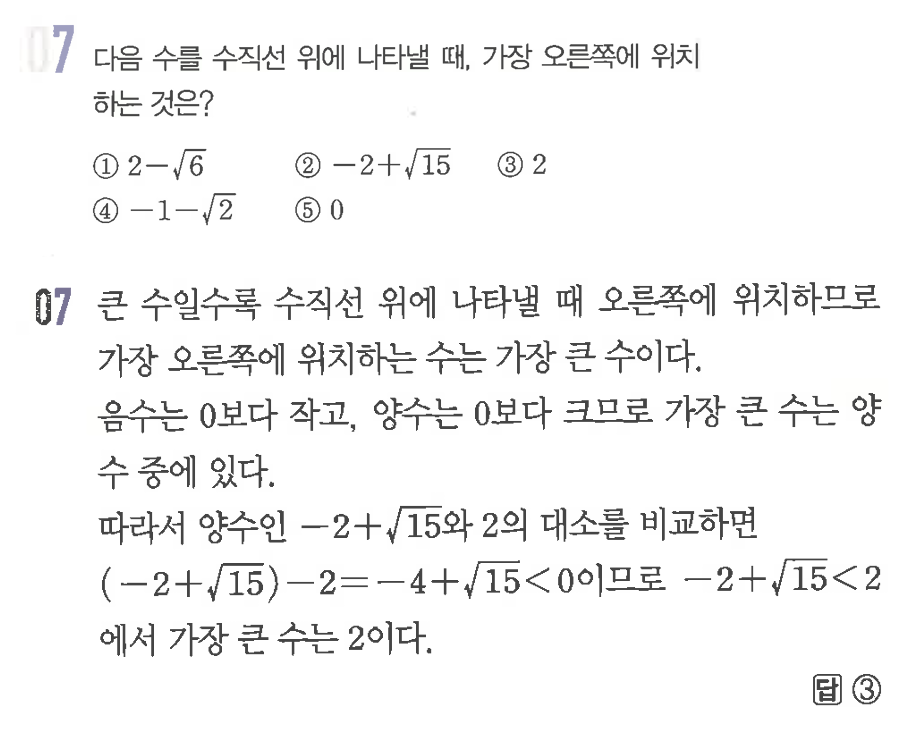 07 다음 수를 수직선 위에 나타낼 때, 가장 오른쪽에 위치
하는 것은?
① 2-√6 ② -2+√15 ③ 2
④ -1-√2 ⑤ 0
07 큰 수일수록 수직선 위에 나타낼 때 오른쪽에 위치하므로
가장 오른쪽에 위치하는 수는 가장 큰 수이다.
음수는 0보다 작고, 양수는 0보다 크므로 가장 큰 수는 양
수 중에 있다.
따라서 양수인 -2+√15와 2의 대소를 비교하면
(-2+√15)-2=-4+√15<0이므로 -2+√15<2
에서 가장 큰 수는 2이다.
답 ③